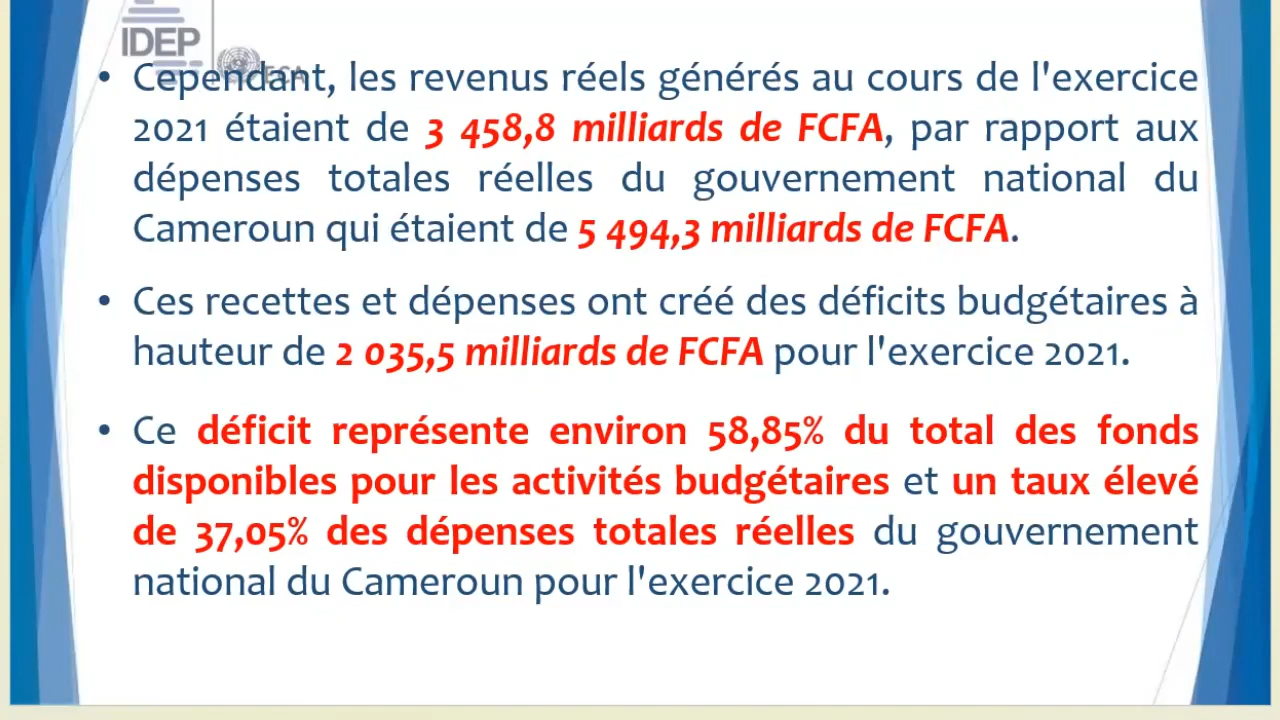 IDEP
ECA
• Cependant, les revenus réels générés au cours de l'exercice
2021 étaient de 3 458,8 milliards de FCFA, par rapport aux
dépenses totales réelles du gouvernement national du
Cameroun qui étaient de 5 494,3 milliards de FCFA.
• Ces recettes et dépenses ont créé des déficits budgétaires à
hauteur de 2 035,5 milliards de FCFA pour l'exercice 2021.
• Ce déficit représente environ 58,85% du total des fonds
disponibles pour les activités budgétaires et un taux élevé
de 37,05% des dépenses totales réelles du gouvernement
national du Cameroun pour l'exercice 2021.